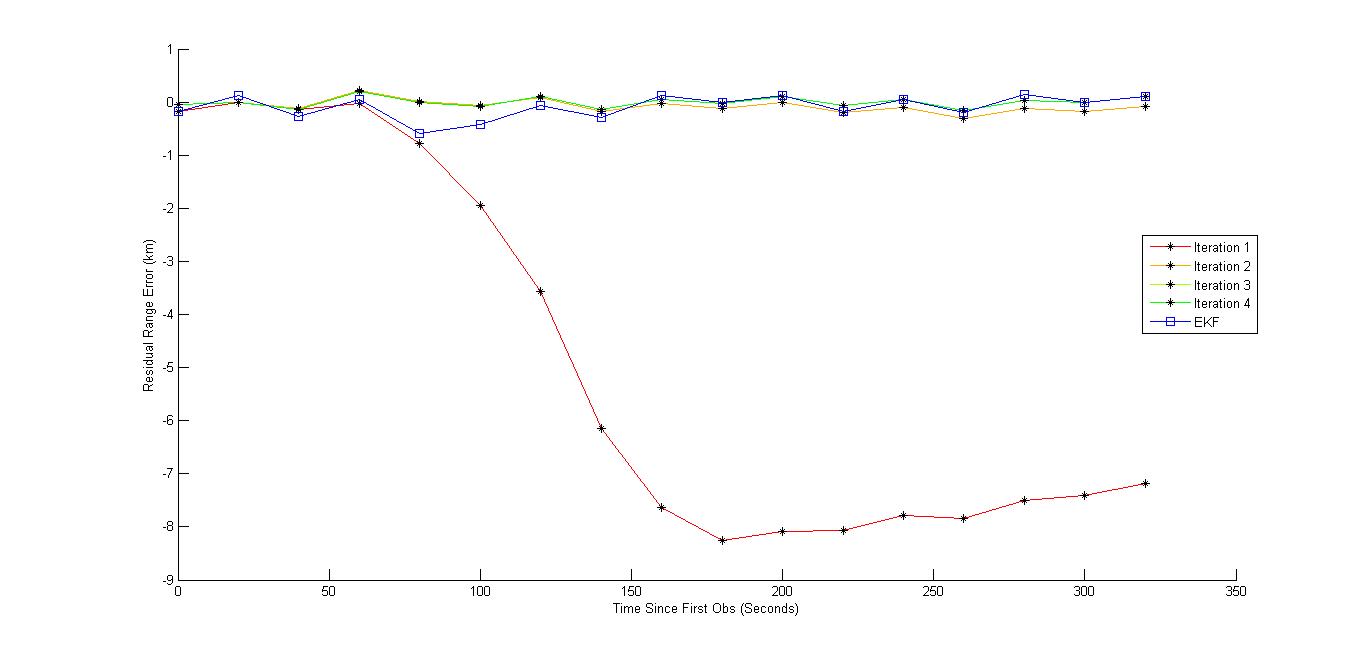 1
0
-1
-2
-3
-4
-5
-6
-7
-8
-9
Residual Range Error (km)
0 50 100 150 200 250 300 350
Time Since First Obs (Seconds)
Iteration 1
Iteration 2
Iteration 3
Iteration 4
EKF